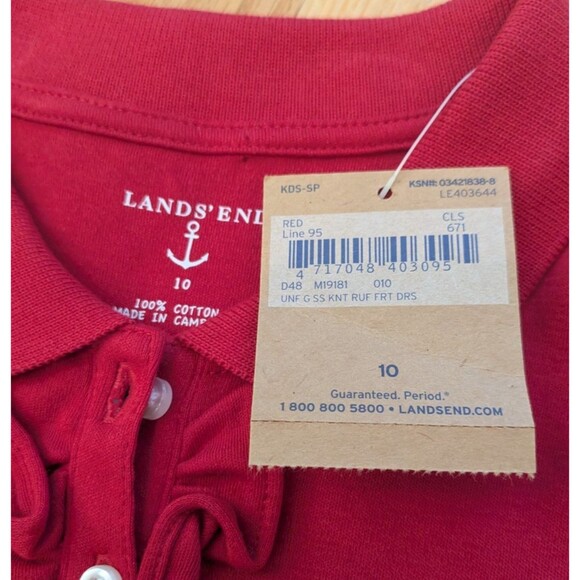 LANDS' END
10
100% COTTON
MADE IN
KDS-SP
KSN#: 03421838-8
LE403644
RED
CLS
Line 95
671
4 717048 403095
D48 M19181 010
UNF G SS KNT RUF FRT DRS
10
Guaranteed. Period.®
1 800 800 5800 • LANDSEND.COM